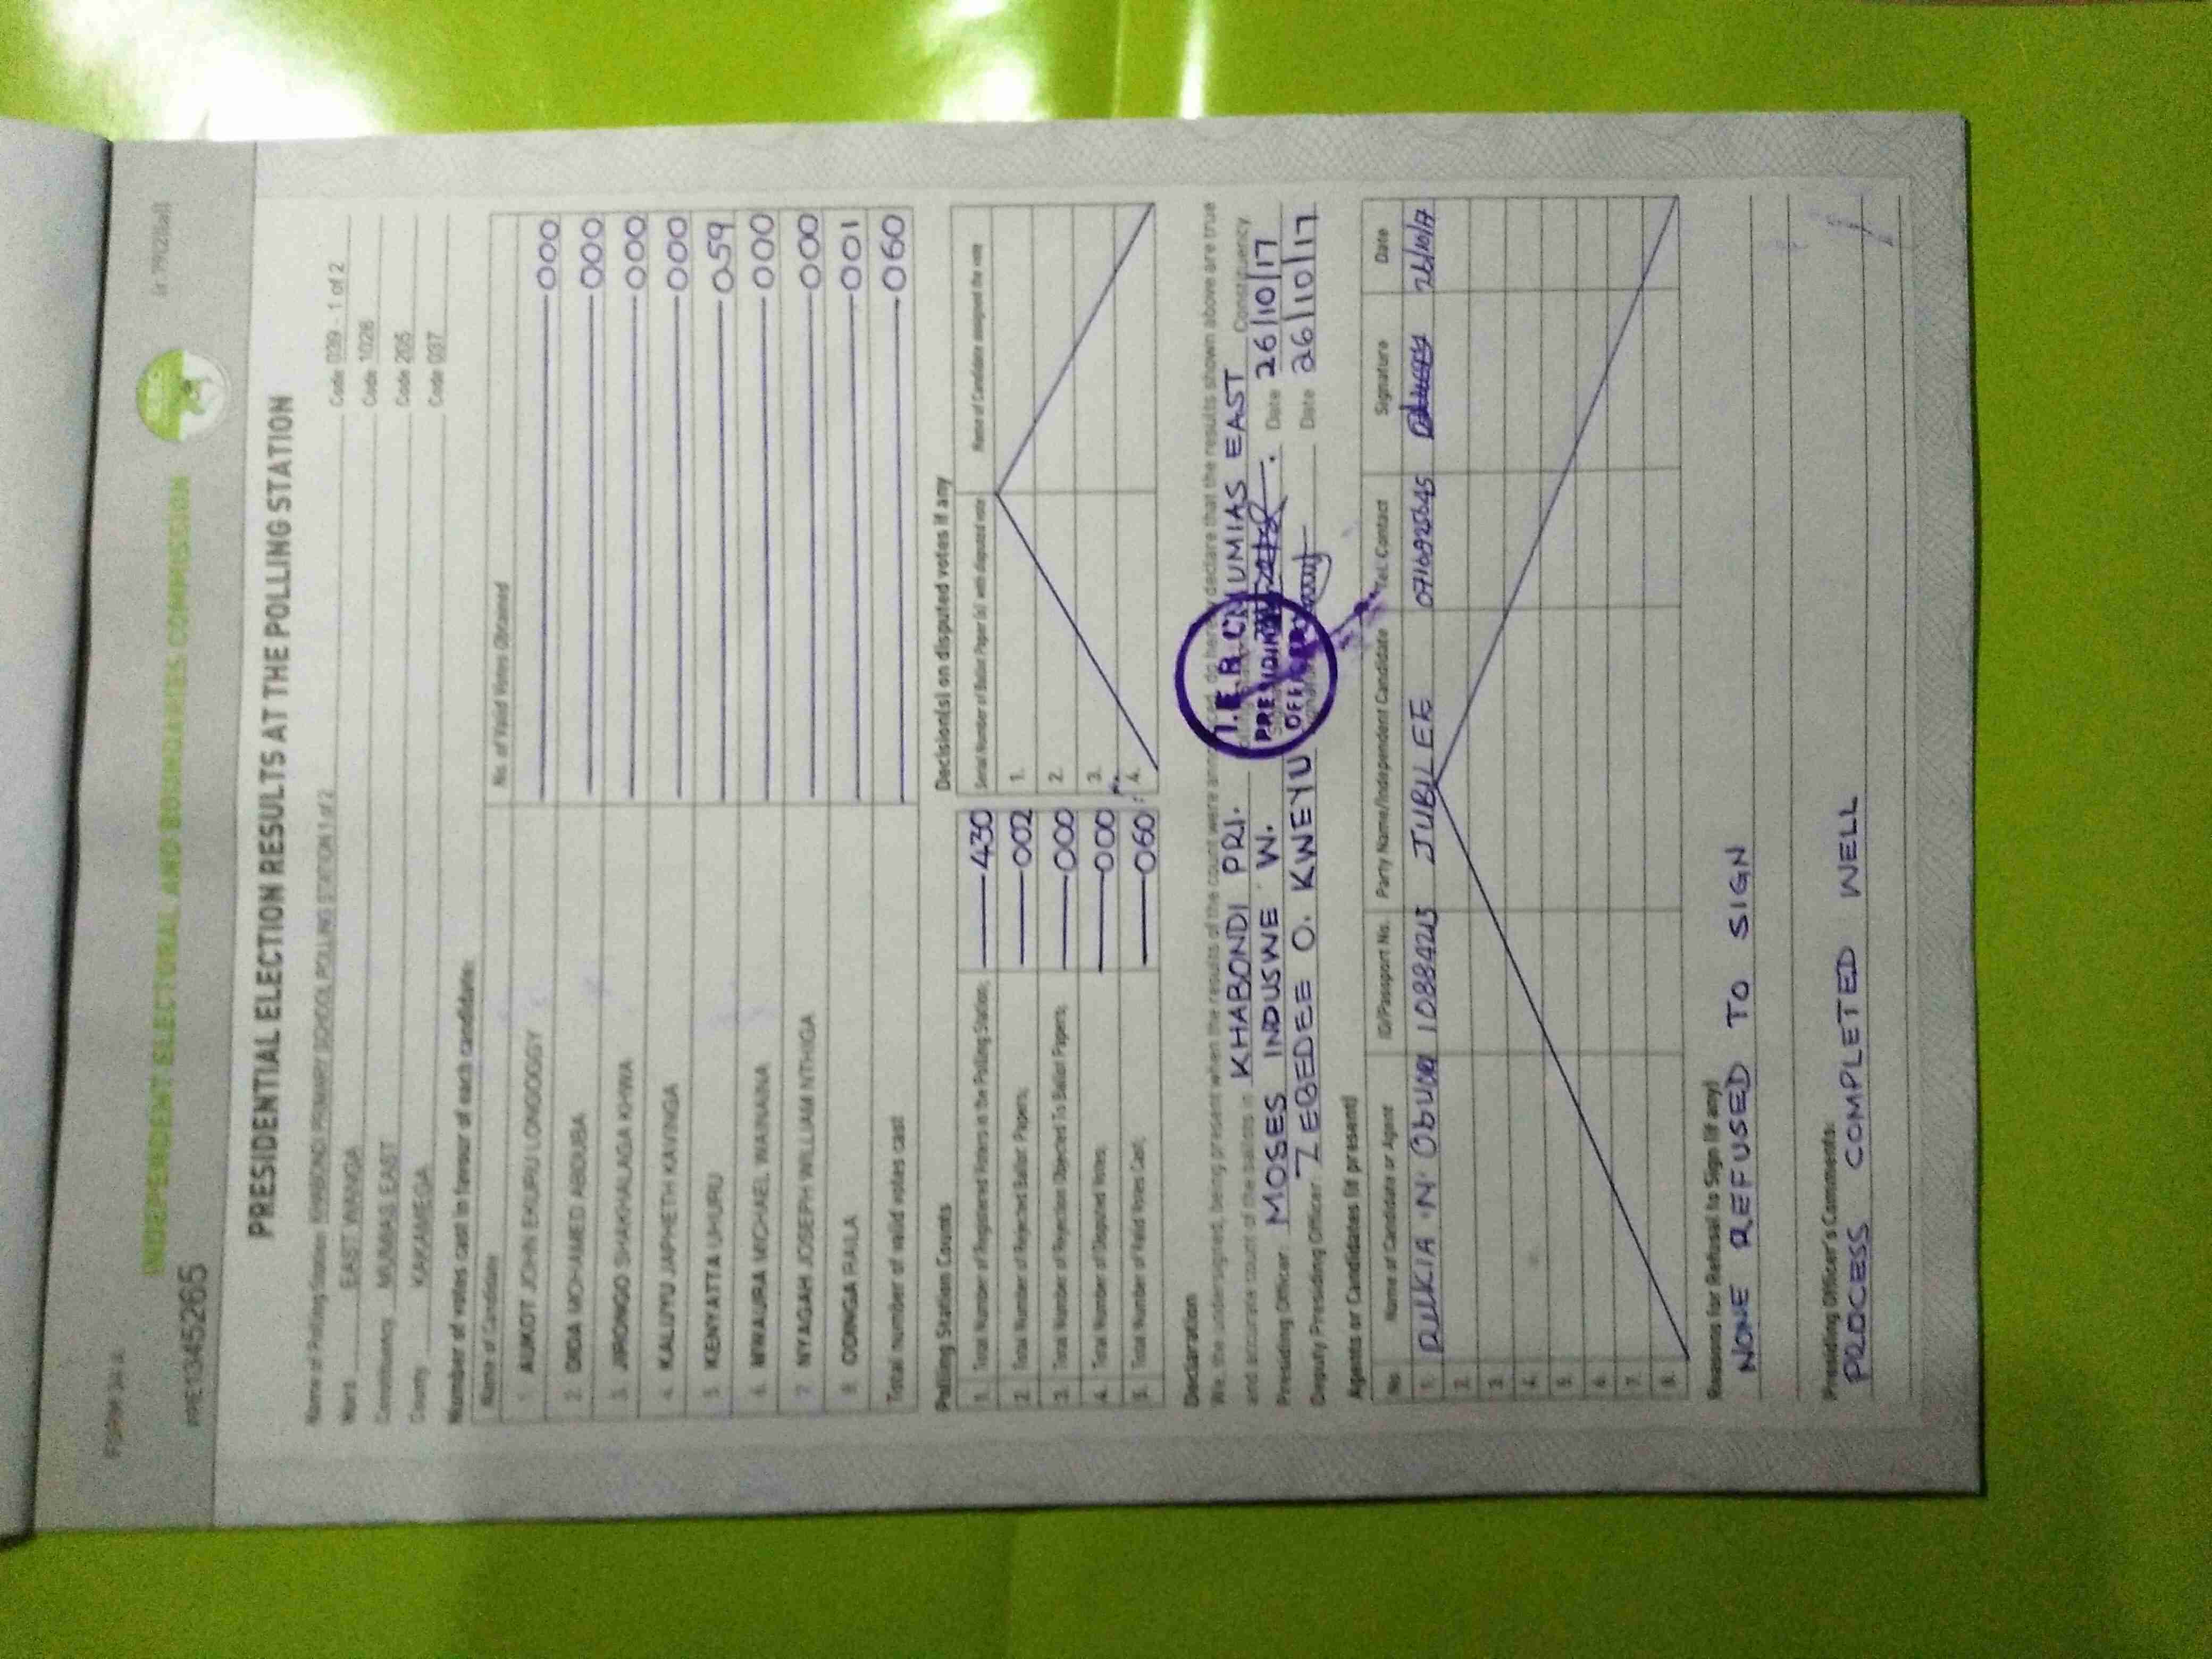 FORM 34 A
INDEPENDENT ELECTORAL AND BOUNDARIES COMMISSION
PRE1345265
PRESIDENTIAL ELECTION RESULTS AT THE POLLING STATION
Name of Polling Station KHABONDI PRIMARY SCHOOL POLLING STATION 1 of 2 Code 039 - 1 of 2
Ward EAST WANGA Code 1026
Constituency MUMIAS EAST Code 205
County KAKAMEGA Code 037
Number of votes cast in favour of each candidate:
Name of Candidate No. of Valid Votes Obtained
1. AUKOT JOHN EKURU LONGOGGY 000
2. DIDA MOHAMED ABDUBA 000
3. JIRONGO SHAKHALAGA KHWA 000
4. KALUYU JAPHETH KAVINGA 000
5. KENYATTA UHURU 059
6. MWAURA MICHAEL WAINAINA 000
7. NYAGAH JOSEPH WILLIAM NTHIGA 000
8. ODINGA RAILA 001
Total number of valid votes cast 060
Polling Station Counts
1. Total Number of Registered Voters in the Polling Station; 430
2. Total Number of Rejected Ballot Papers; 002
3. Total Number of Rejection Objected To Ballot Papers; 000
4. Total Number of Disputed Votes; 000
5. Total Number of Valid Votes Cast; 060
Decision(s) on disputed votes if any
Serial Number of Ballot Paper (s) with disputed vote Name of Candidate assigned the vote
1.
2.
3.
4.
Declaration
We, the undersigned, being present when the results of the count were announced, do hereby declare that the results shown above are true
and accurate count of the ballots in KHABONDI PRI. MUMIAS EAST Constituency
Presiding Officer MOSES INDUSWE W. Date 26/10/17
Deputy Presiding Officer ZEBEDEE O. KWEYU Date 26/10/17
I.E.B.C
PRESIDING
OFFICER
Agents or Candidates (if present)
No. Name of Candidate or Agent ID/Passport No. Party Name/Independent Candidate Tel. Contact Signature Date
1. N. JUBLEE 26/10/17
2.
3.
4.
5.
6.
7.
8.
Reasons for Refusal to Sign (if any)
NONE REFUSED TO SIGN
Presiding Officer's Comments:
PROCESS COMPLETED WELL